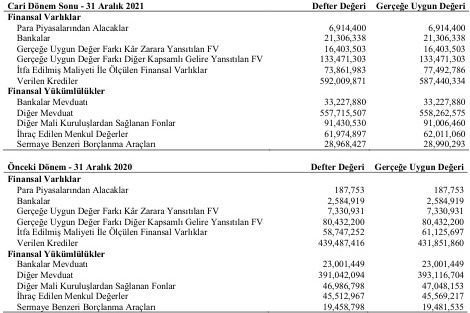 Cari Dönem Sonu - 31 Aralık 2021 Defter Değeri Gerçeğe Uygun Değeri
Finansal Varlıklar
Para Piyasalarından Alacaklar 6,914,400 6,914,400
Bankalar 21,306,338 21,306,338
Gerçeğe Uygun Değer Farkı Kâr Zarara Yansıtılan FV 16,403,503 16,403,503
Gerçeğe Uygun Değer Farkı Diğer Kapsamlı Gelire Yansıtılan FV 133,471,303 133,471,303
İtfa Edilmiş Maliyeti İle Ölçülen Finansal Varlıklar 73,861,983 77,492,786
Verilen Krediler 592,009,871 587,440,334
Finansal Yükümlülükler
Bankalar Mevduatı 33,227,880 33,227,880
Diğer Mevduat 557,715,507 558,262,575
Diğer Mali Kuruluşlardan Sağlanan Fonlar 91,430,530 91,006,460
İhraç Edilen Menkul Değerler 61,974,897 62,011,060
Sermaye Benzeri Borçlanma Araçları 28,968,427 28,990,293
Önceki Dönem - 31 Aralık 2020 Defter Değeri Gerçeğe Uygun Değeri
Finansal Varlıklar
Para Piyasalarından Alacaklar 187,753 187,753
Bankalar 2,584,919 2,584,919
Gerçeğe Uygun Değer Farkı Kâr Zarara Yansıtılan FV 7,330,931 7,330,931
Gerçeğe Uygun Değer Farkı Diğer Kapsamlı Gelire Yansıtılan FV 80,432,200 80,432,200
İtfa Edilmiş Maliyeti İle Ölçülen Finansal Varlıklar 58,747,252 61,125,697
Verilen Krediler 439,487,416 431,851,860
Finansal Yükümlülükler
Bankalar Mevduatı 23,001,449 23,001,449
Diğer Mevduat 391,042,094 393,116,704
Diğer Mali Kuruluşlardan Sağlanan Fonlar 46,986,798 47,048,153
İhraç Edilen Menkul Değerler 45,512,967 45,569,217
Sermaye Benzeri Borçlanma Araçları 19,458,798 19,481,535